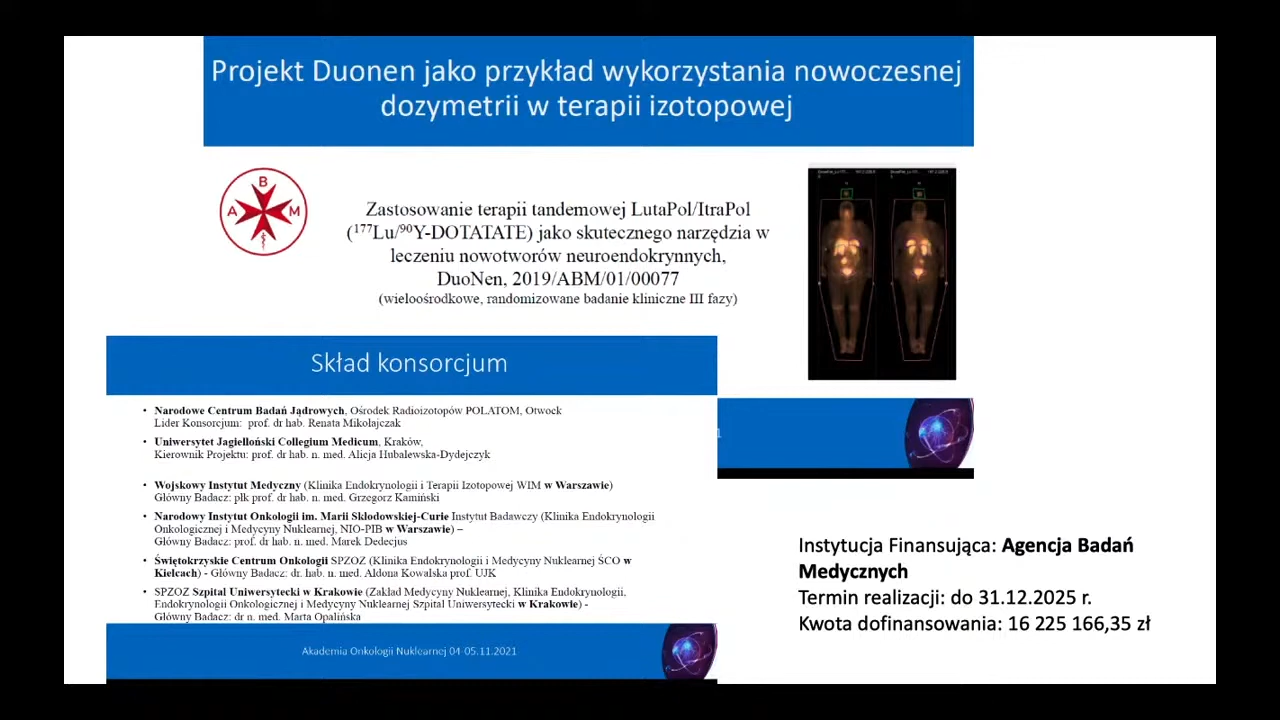 Projekt Duonen jako przykład wykorzystania nowoczesnej
dozymetrii w terapii izotopowej
B
A M
Zastosowanie terapii tandemowej LutaPol/ItraPol
(¹⁷⁷Lu/⁹⁰Y-DOTATATE) jako skutecznego narzędzia w
leczeniu nowotworów neuroendokrynnych,
DuoNen, 2019/ABM/01/00077
(wieloośrodkowe, randomizowane badanie kliniczne III fazy)
Skład konsorcjum
• Narodowe Centrum Badań Jądrowych, Ośrodek Radioizotopów POLATOM, Otwock
Lider Konsorcjum: prof. dr hab. Renata Mikołajczak
• Uniwersytet Jagielloński Collegium Medicum, Kraków,
Kierownik Projektu: prof. dr hab. n. med. Alicja Hubalewska-Dydejczyk
• Wojskowy Instytut Medyczny (Klinika Endokrynologii i Terapii Izotopowej WIM w Warszawie)
Główny Badacz: płk prof. dr hab. n. med. Grzegorz Kamiński
• Narodowy Instytut Onkologii im. Marii Skłodowskiej-Curie Instytut Badawczy (Klinika Endokrynologii
Onkologicznej i Medycyny Nuklearnej, NIO-PIB w Warszawie) –
Główny Badacz: prof. dr hab. n. med. Marek Dedecjus
• Świętokrzyskie Centrum Onkologii SPZOZ (Klinika Endokrynologii i Medycyny Nuklearnej ŚCO w
Kielcach) - Główny Badacz: dr. hab. n. med. Aldona Kowalska prof. UJK
• SPZOZ Szpital Uniwersytecki w Krakowie (Zakład Medycyny Nuklearnej, Klinika Endokrynologii,
Endokrynologii Onkologicznej i Medycyny Nuklearnej Szpital Uniwersytecki w Krakowie) -
Główny Badacz: dr n. med. Marta Opalińska
Akademia Onkologii Nuklearnej 04-05.11.2021
1
Instytucja Finansująca: Agencja Badań
Medycznych
Termin realizacji: do 31.12.2025 r.
Kwota dofinansowania: 16 225 166,35 zł